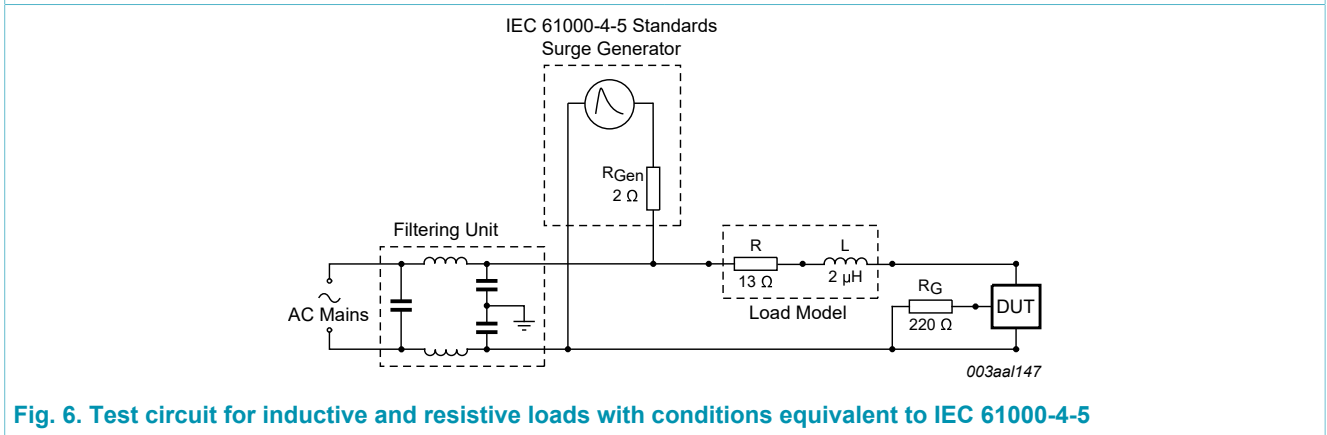 IEC 61000-4-5 Standards
Surge Generator
RGen
2 Ω
Filtering Unit
AC Mains
R
13 Ω
L
2 μH
Load Model
RG
220 Ω
DUT
003aal147
Fig. 6. Test circuit for inductive and resistive loads with conditions equivalent to IEC 61000-4-5